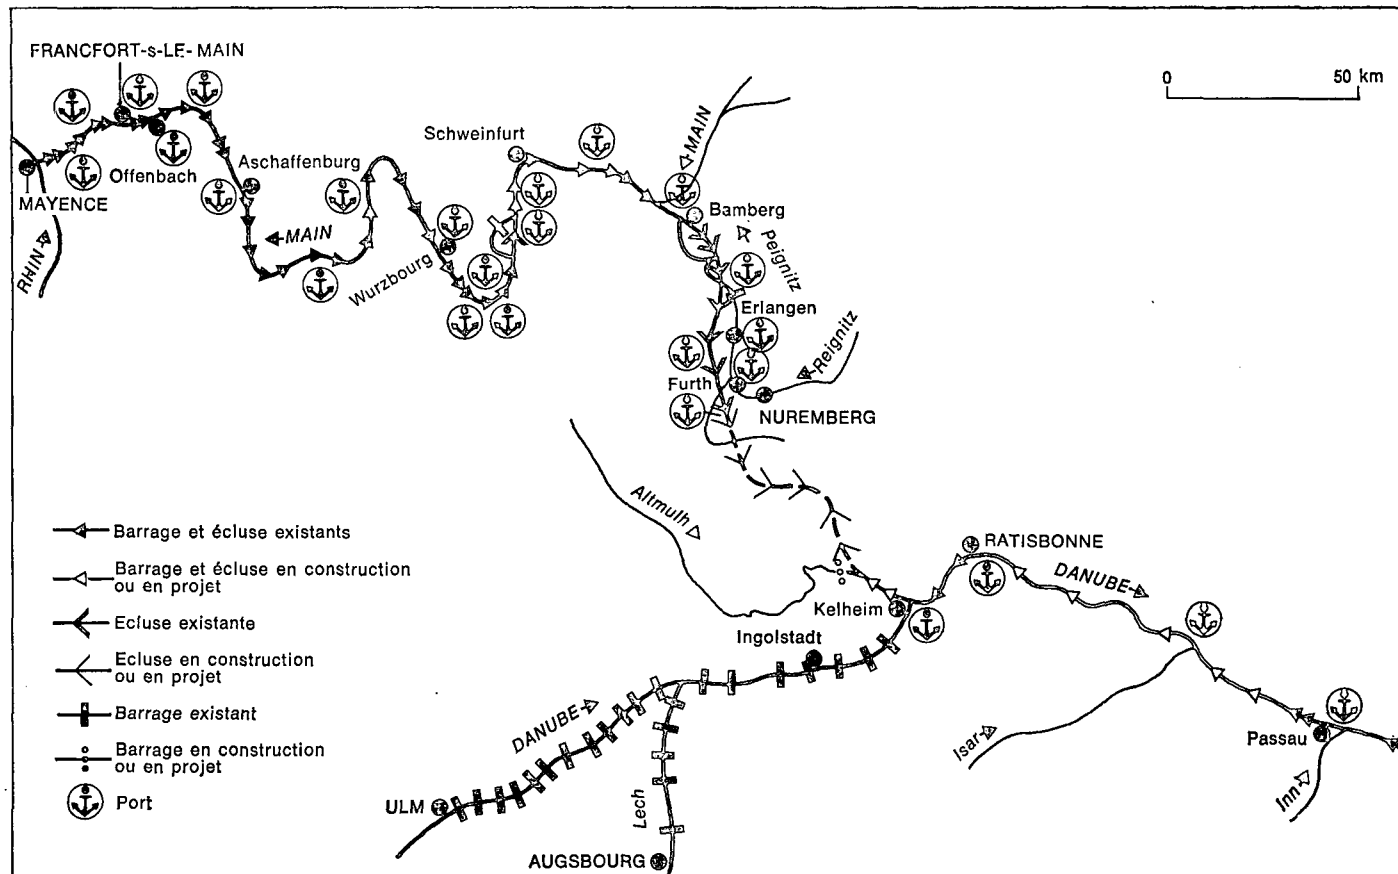 FRANCFORT-s-LE-MAIN
0 50 km
Schweinfurt
MAIN
Aschaffenburg
Offenbach
MAYENCE
Bamberg
MAIN
Peignitz
RHIN
Wurzbourg
Erlangen
Reignitz
Furth
NUREMBERG
Altmulh
Barrage et écluse existants
RATISBONNE
Barrage et écluse en construction
ou en projet
DANUBE
Kelheim
Ecluse existante
Ingolstadt
Ecluse en construction
ou en projet
Barrage existant
DANUBE
Isar
Passau
Barrage en construction
ou en projet
Inn
Port
ULM
Lech
AUGSBOURG